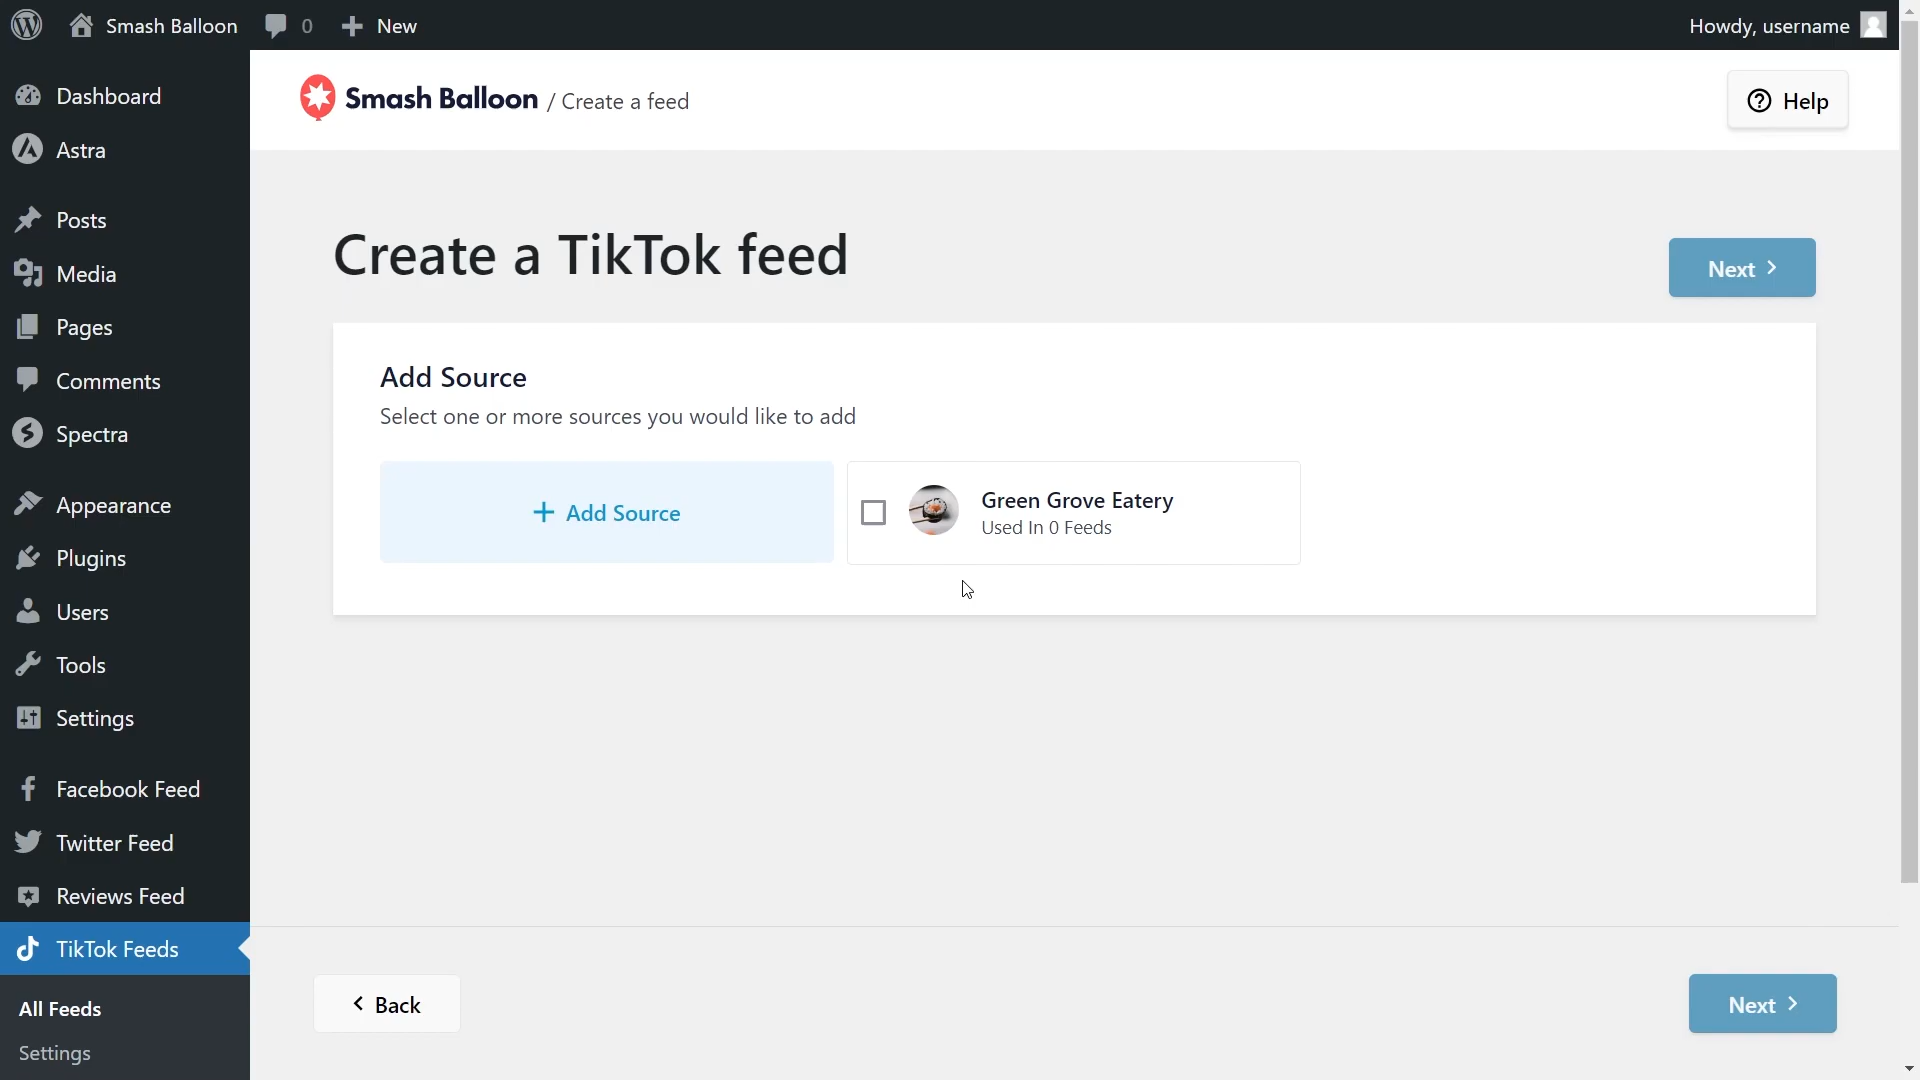 Smash Balloon
0
New
Howdy, username
Dashboard
Astra
Posts
Media
Pages
Comments
Spectra
Appearance
Plugins
Users
Tools
Settings
Facebook Feed
Twitter Feed
Reviews Feed
TikTok Feeds
All Feeds
Settings
Smash Balloon / Create a feed
Help
Create a TikTok feed
Next
Add Source
Select one or more sources you would like to add
+ Add Source
Green Grove Eatery
Used In 0 Feeds
Back
Next